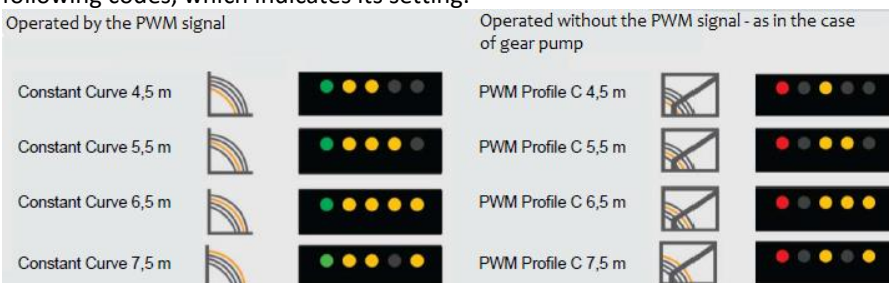 following codes, which indicates its setting:
Operated by the PWM signal
Operated without the PWM signal - as in the case
of gear pump
Constant Curve 4,5 m
PWM Profile C 4,5 m
Constant Curve 5,5 m
PWM Profile C 5,5 m
Constant Curve 6,5 m
PWM Profile C 6,5 m
Constant Curve 7,5 m
PWM Profile C 7,5 m